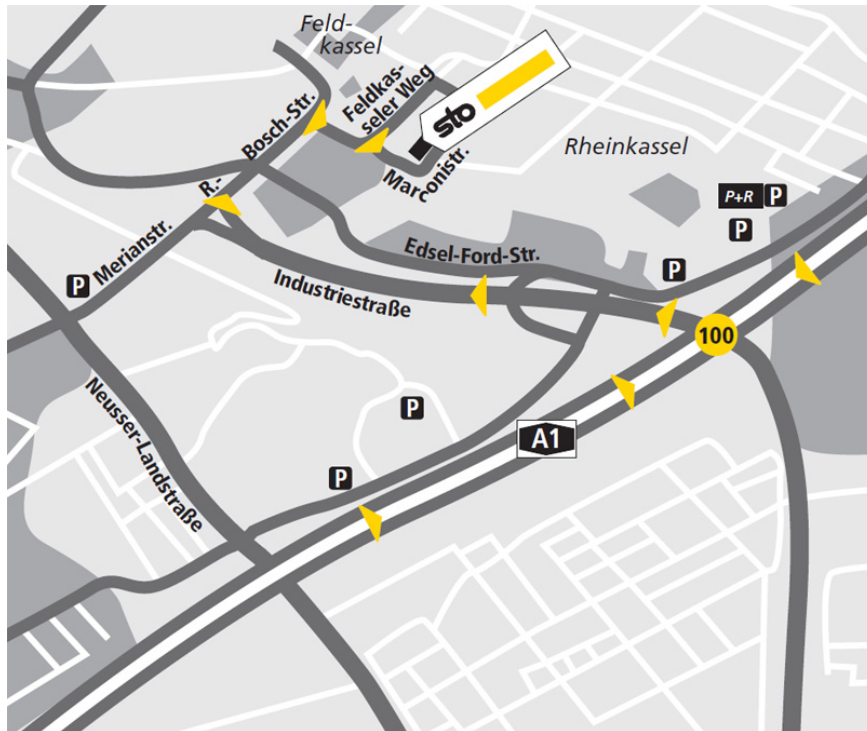 Feld-
kassel
Feldkas-
seler Weg
sto
R.-
Bosch-Str.
Marconistr.
Rheinkassel
P+R P
P
Merianstr.
Edsel-Ford-Str.
P
P
Industriestraße
100
Neusser-Landstraße
P
A1
P